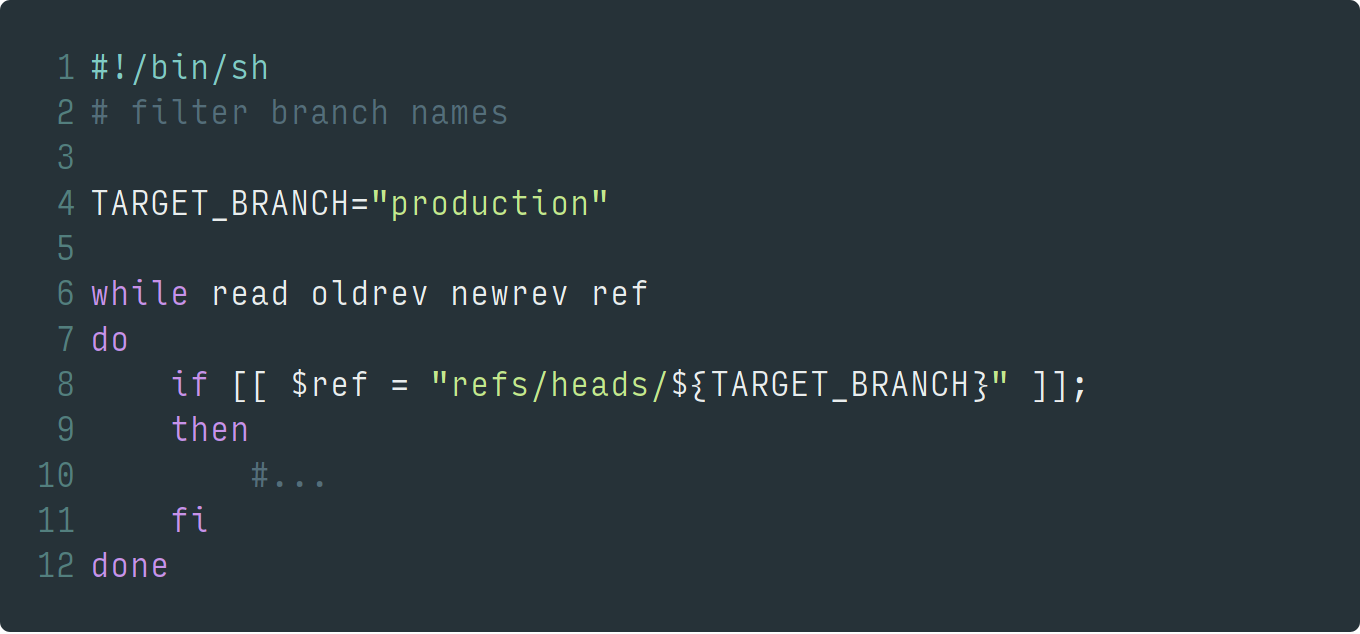 1 #!/bin/sh
2 # filter branch names
3
4 TARGET_BRANCH="production"
5
6 while read oldrev newrev ref
7 do
8     if [[ $ref = "refs/heads/${TARGET_BRANCH}" ]];
9     then
10         #...
11     fi
12 done